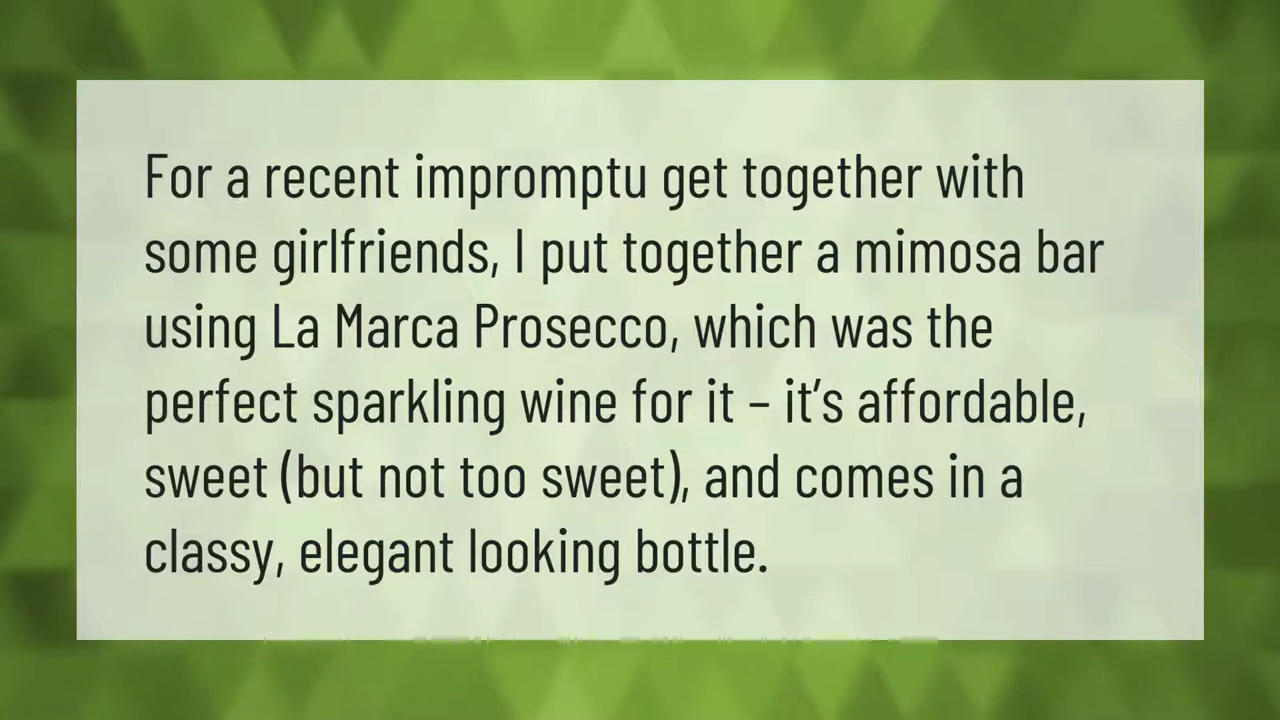 For a recent impromptu get together with
some girlfriends, I put together a mimosa bar
using La Marca Prosecco, which was the
perfect sparkling wine for it – it’s affordable,
sweet (but not too sweet), and comes in a
classy, elegant looking bottle.